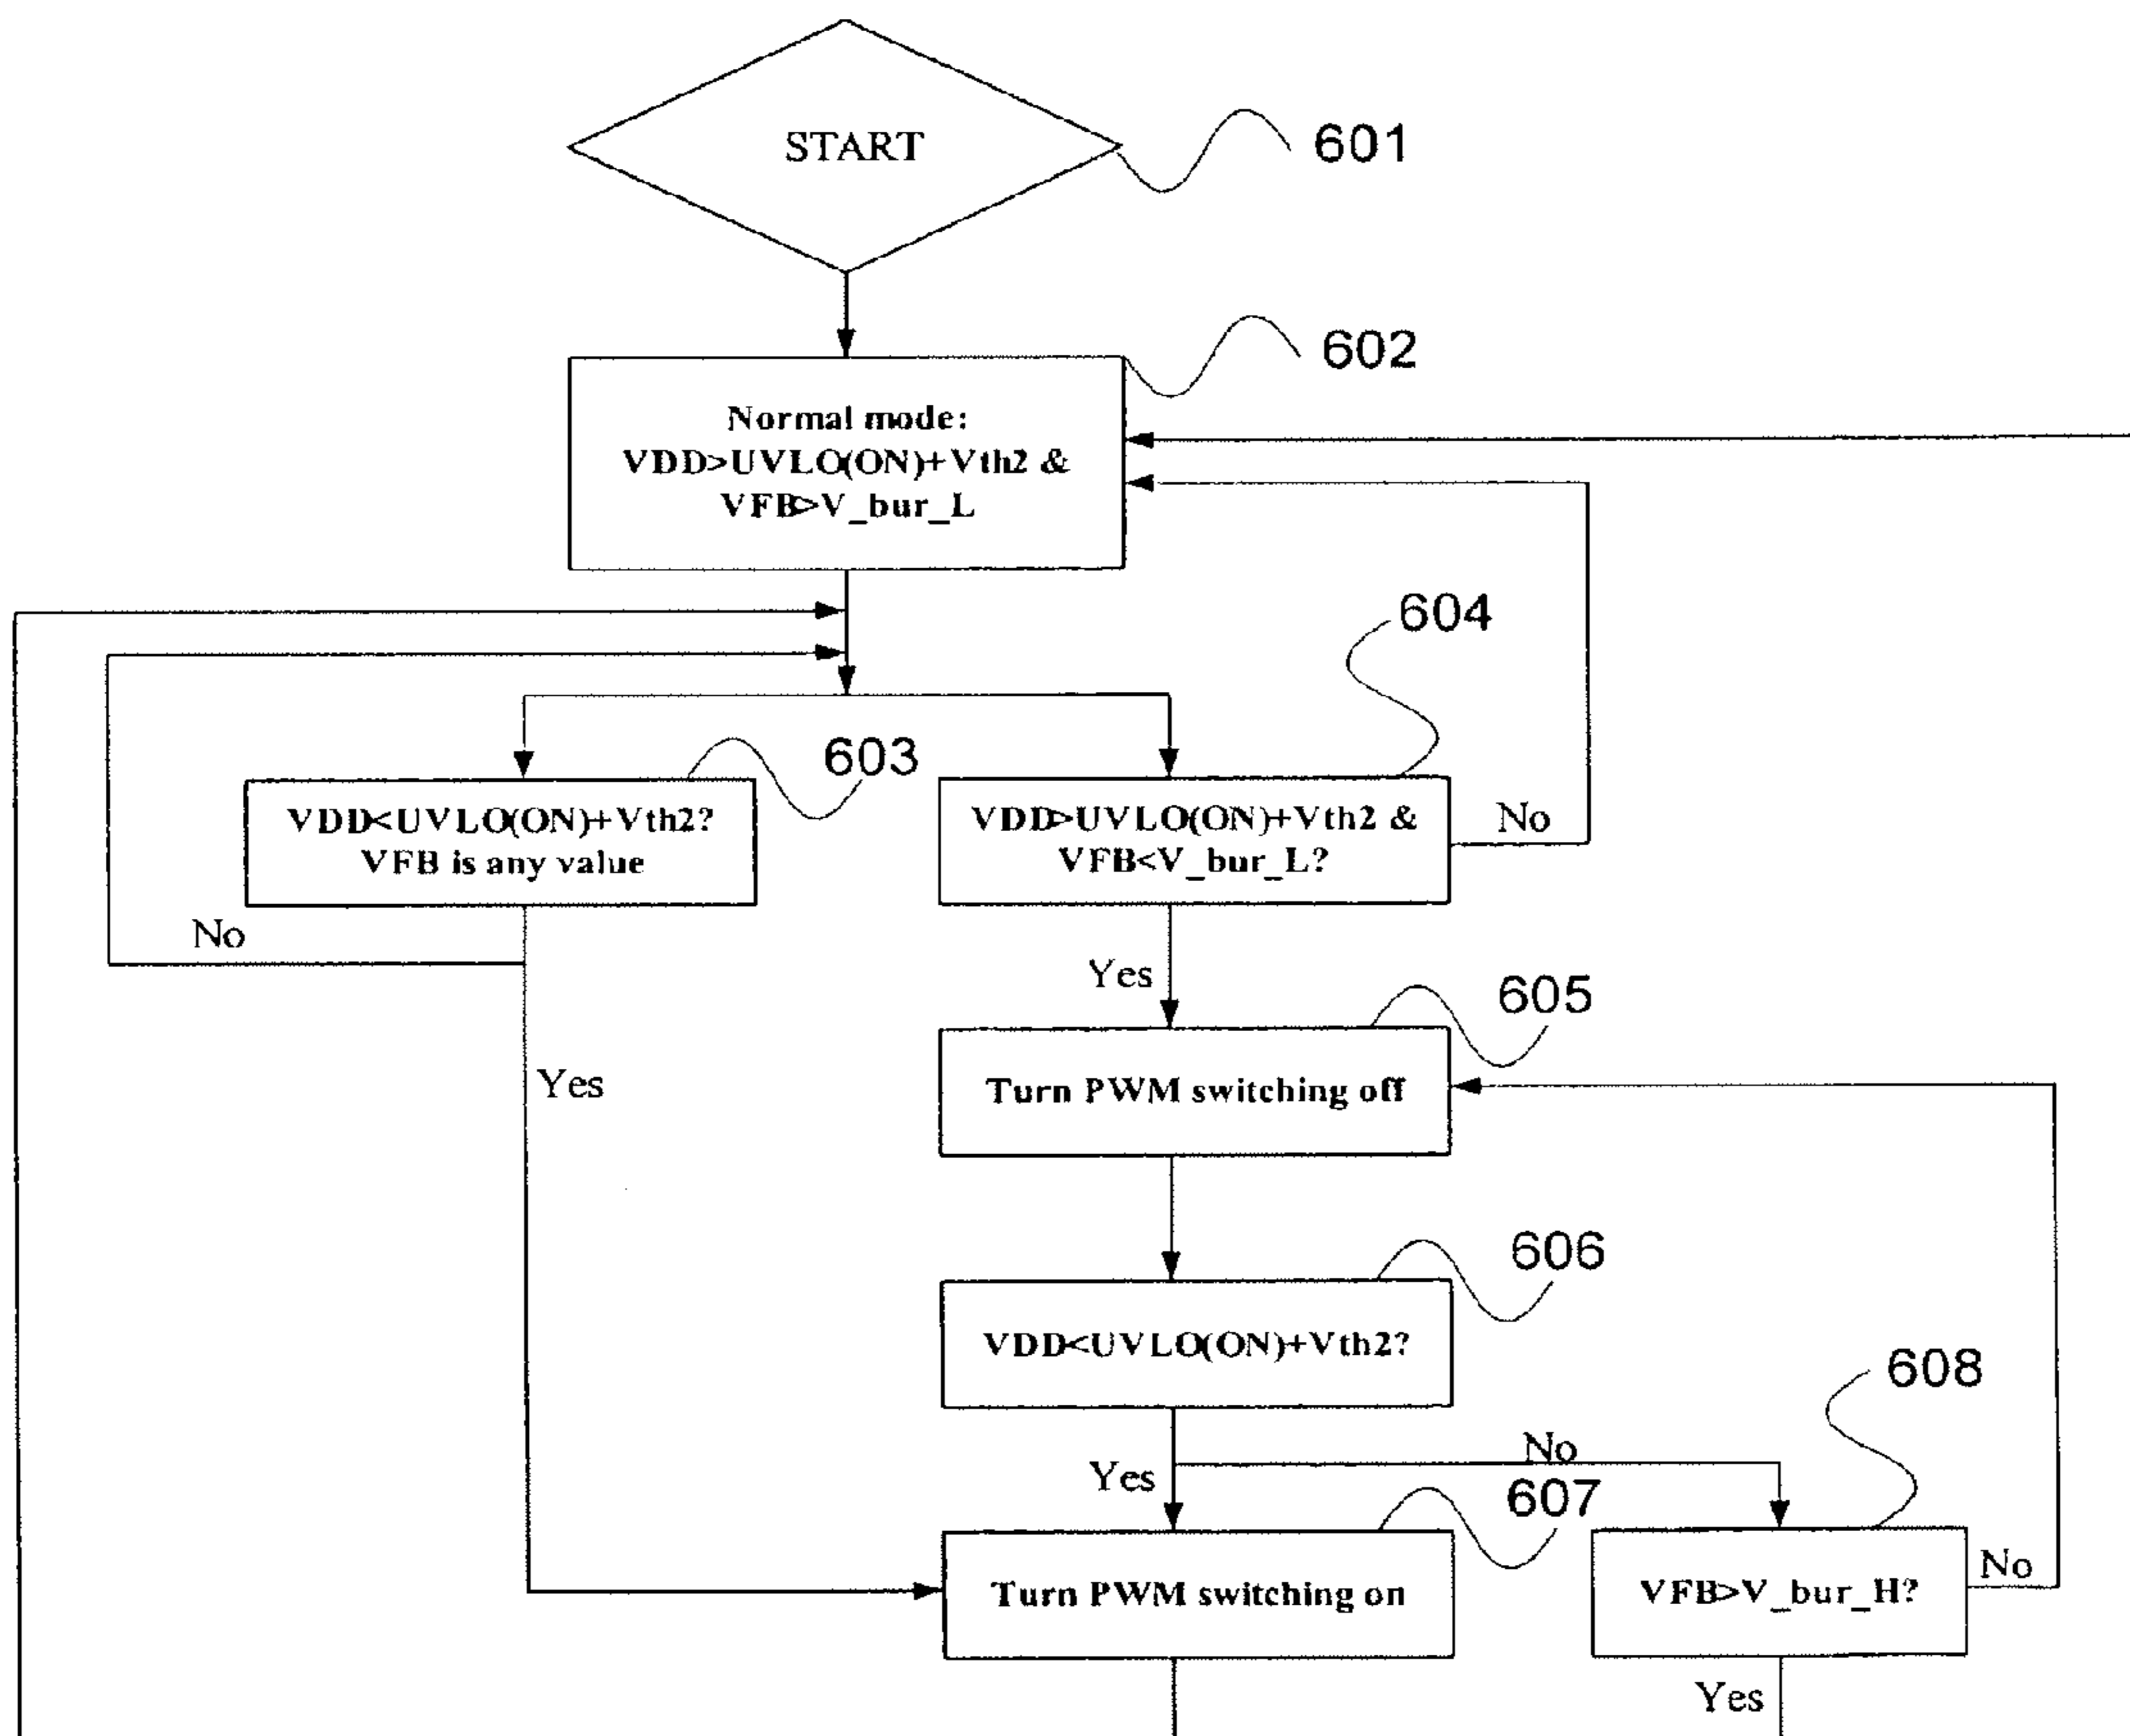 START
601
602
Normal mode:
VDD>UVLO(ON)+Vth2 &
VFB>V_bur_L
604
603
VDD<UVLO(ON)+Vth2?
VFB is any value
VDD>UVLO(ON)+Vth2 &
VFB<V_bur_L?
No
No
Yes
605
Turn PWM switching off
Yes
606
VDD<UVLO(ON)+Vth2?
608
No
Yes
607
Turn PWM switching on
VFB>V_bur_H?
No
Yes